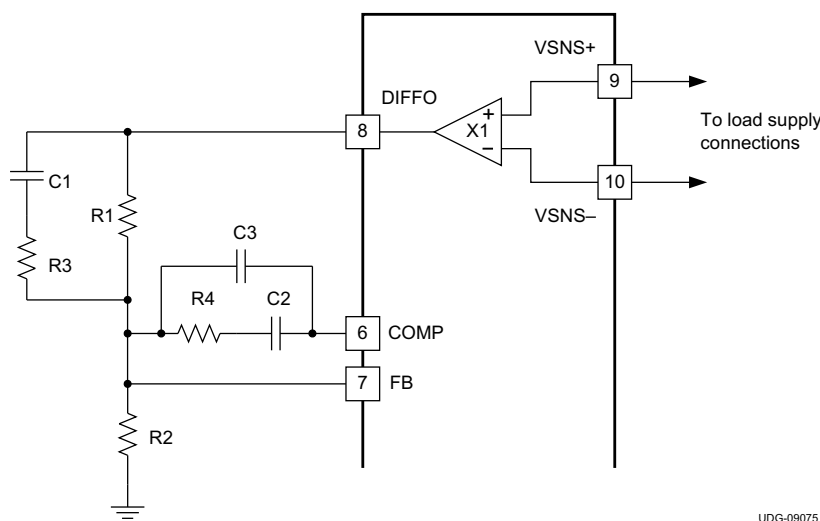 VSNS+
9
DIFFO
8
+
X1
–
To load supply
connections
10
VSNS–
C1
R1
R3
C3
R4
C2
6
COMP
7
FB
R2
UDG-09075